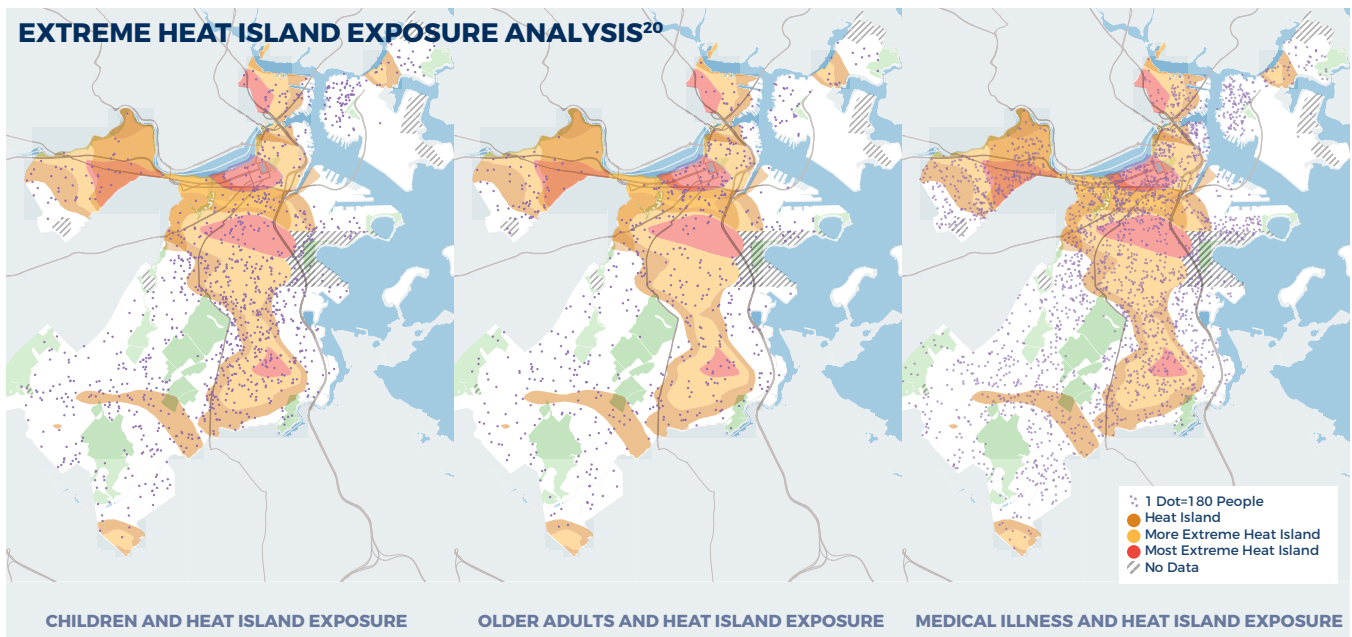 EXTREME HEAT ISLAND EXPOSURE ANALYSIS20
1 Dot=180 People
Heat Island
More Extreme Heat Island
Most Extreme Heat Island
No Data
CHILDREN AND HEAT ISLAND EXPOSURE
OLDER ADULTS AND HEAT ISLAND EXPOSURE
MEDICAL ILLNESS AND HEAT ISLAND EXPOSURE